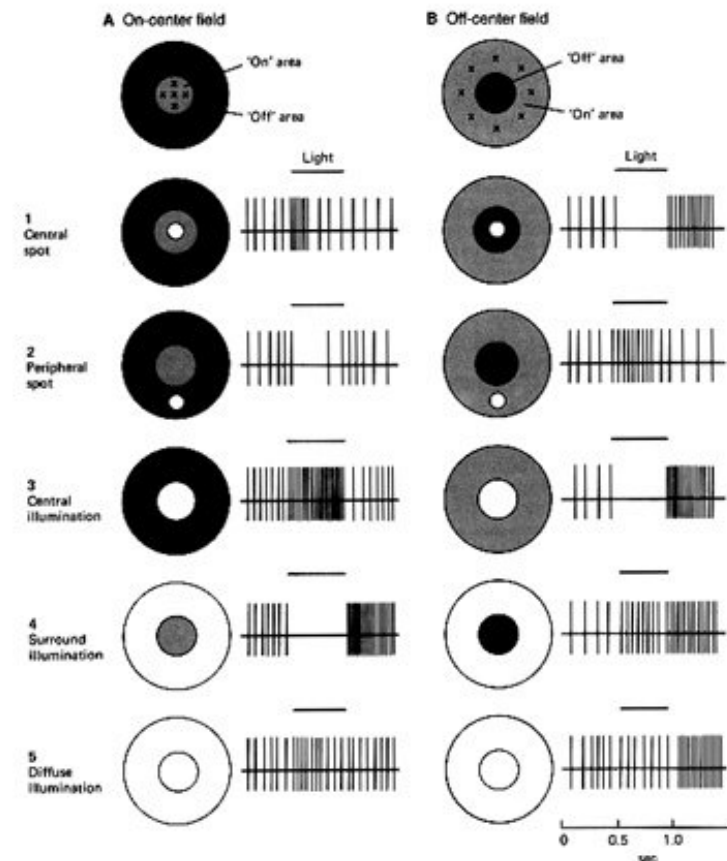 A On-center field
B Off-center field
"On" area
"Off" area
"Off" area
"On" area
Light
Light
1
Central
spot
2
Peripheral
spot
3
Central
illumination
4
Surround
illumination
5
Diffuse
illumination
0 0.5 1.0
sec